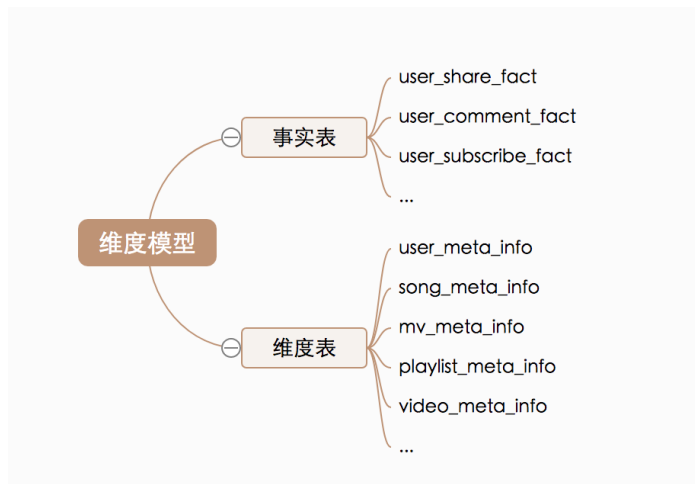 维度模型
事实表
user_share_fact
user_comment_fact
user_subscribe_fact
...
维度表
user_meta_info
song_meta_info
mv_meta_info
playlist_meta_info
video_meta_info
...